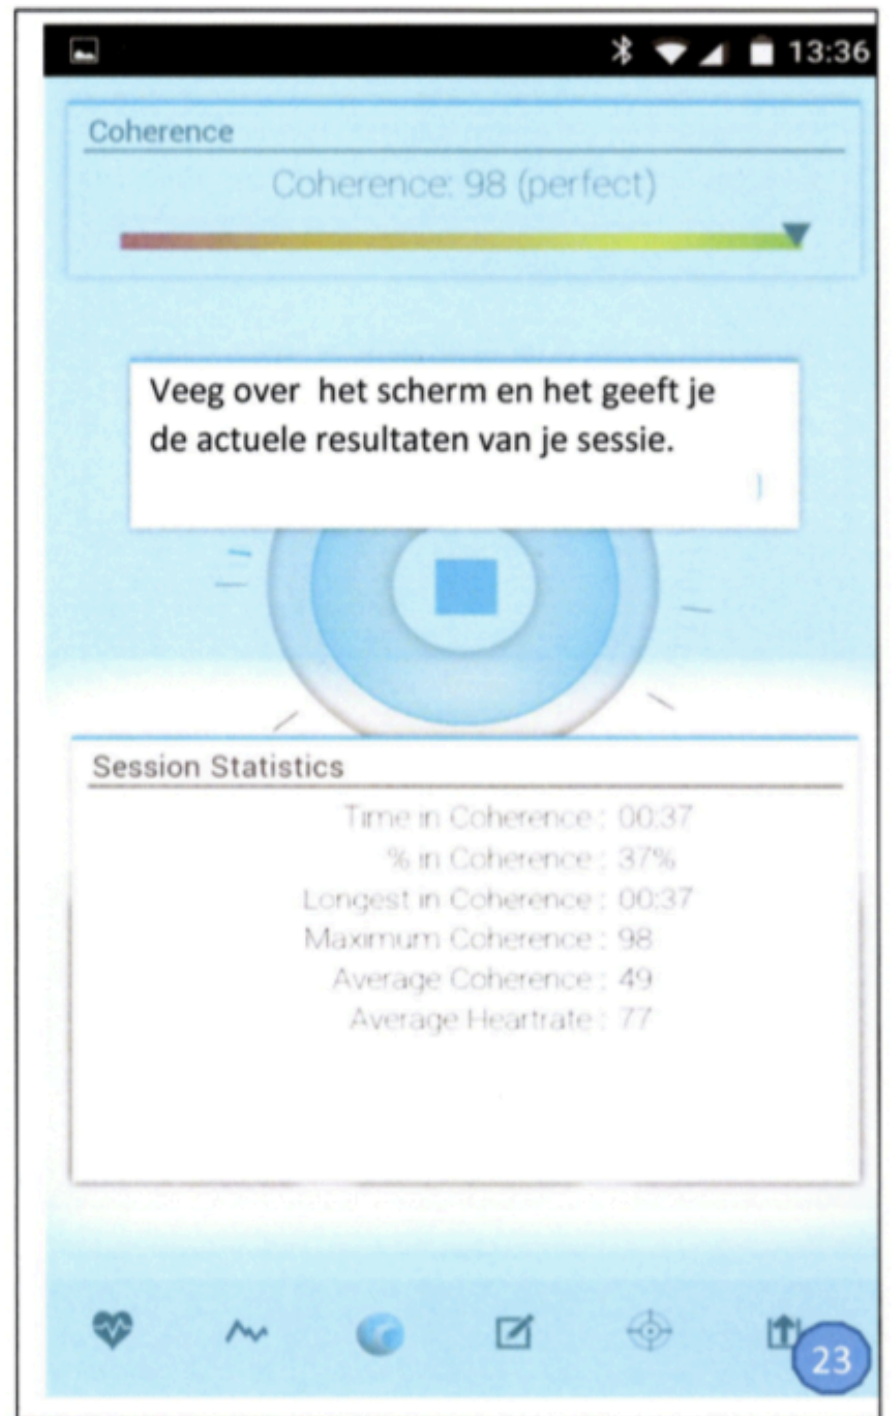 13:36
Coherence
Coherence: 98 (perfect)
Veeg over het scherm en het geeft je
de actuele resultaten van je sessie.
Session Statistics
Time in Coherence : 00:37
% in Coherence : 37%
Longest in Coherence : 00:37
Maximum Coherence : 98
Average Coherence : 49
Average Heartrate : 77
23